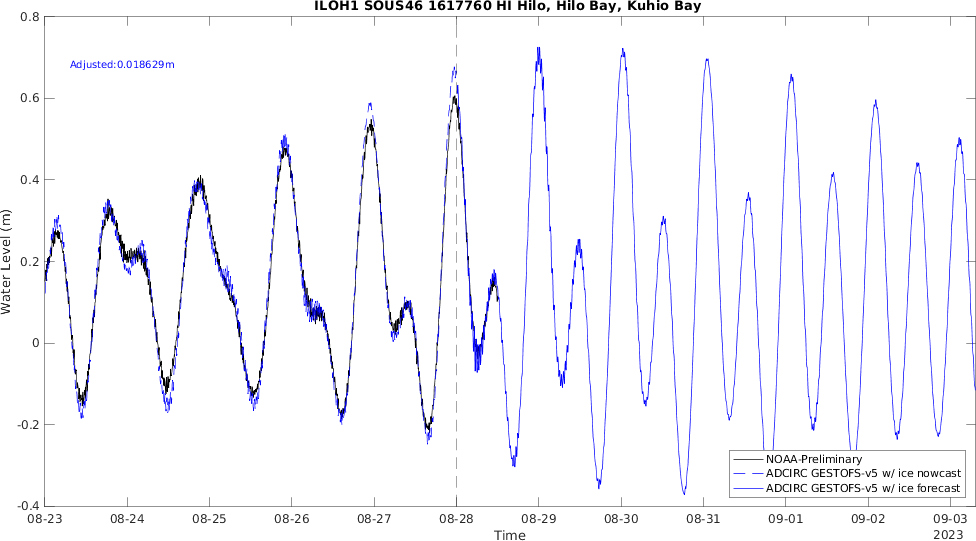 ILOH1 SOUS46 1617760 HI Hilo, Hilo Bay, Kuhio Bay
0.8
Adjusted:0.018629m
0.6
0.4
0.2
0
-0.2
-0.4
Water Level (m)
NOAA-Preliminary
ADCIRC GESTOFS-v5 w/ ice nowcast
ADCIRC GESTOFS-v5 w/ ice forecast
08-23 08-24 08-25 08-26 08-27 08-28 08-29 08-30 08-31 09-01 09-02 09-03
Time 2023